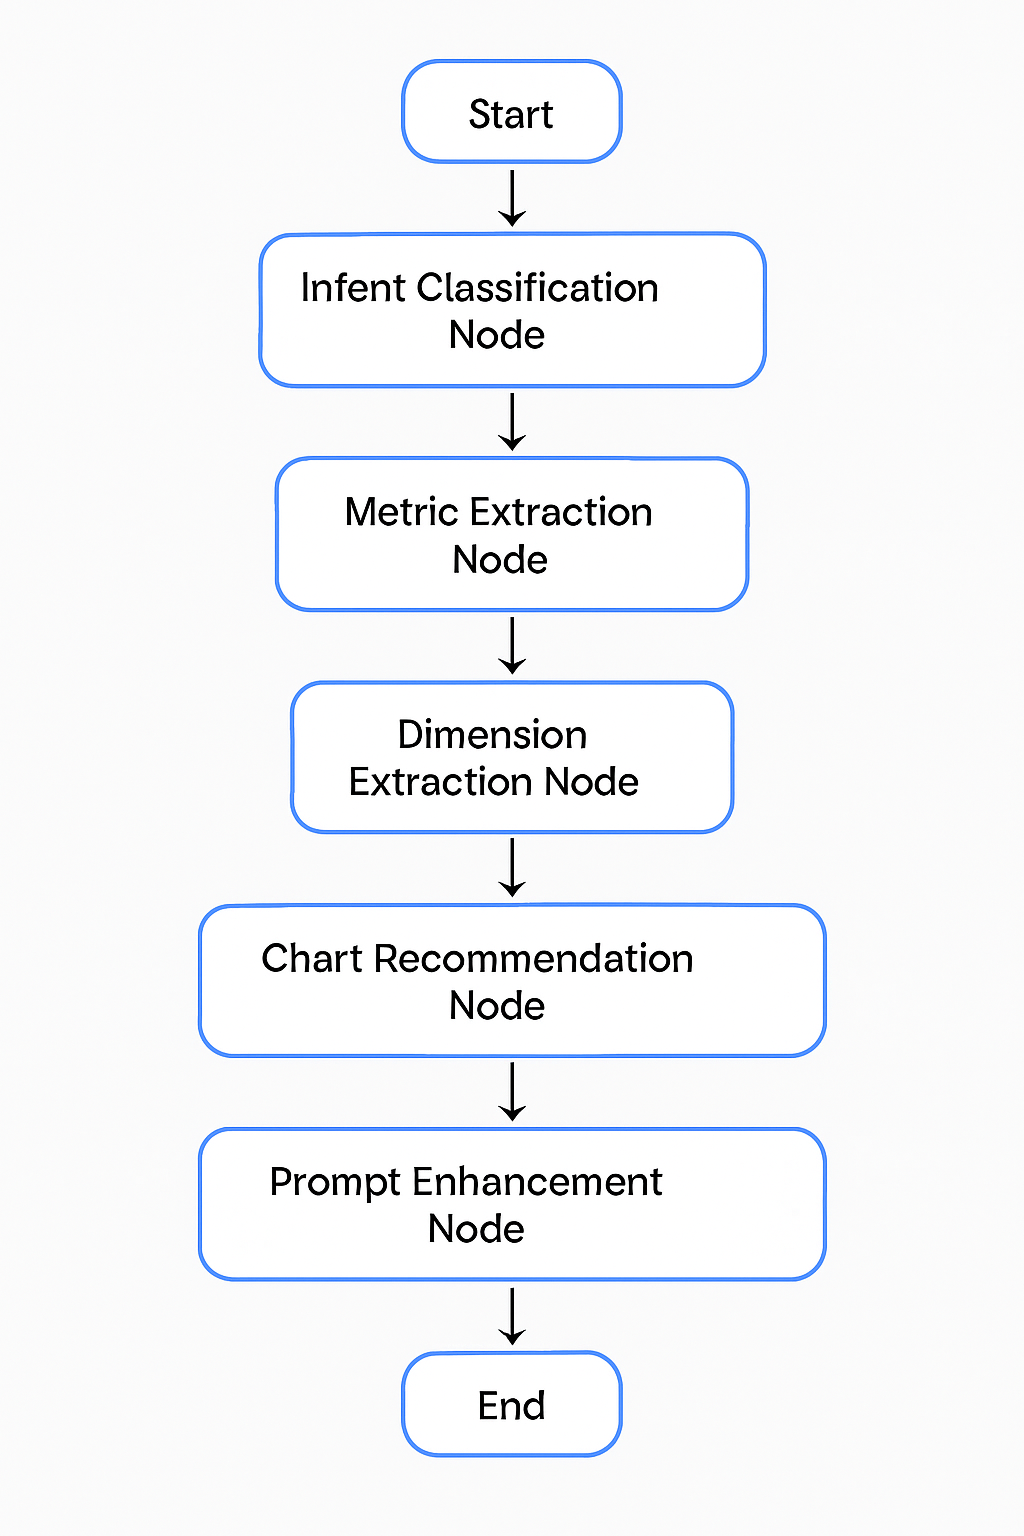 Start
Infent Classification
Node
Metric Extraction
Node
Dimension
Extraction Node
Chart Recommendation
Node
Prompt Enhancement
Node
End